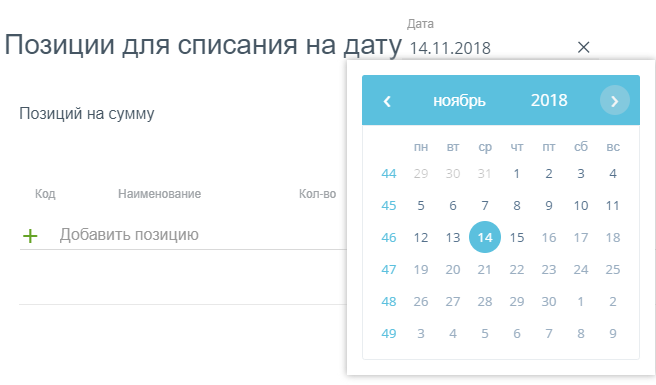 Дата
Позиции для списания на дату 14.11.2018 ×
‹ ноябрь 2018 ›
Позиций на сумму
пн вт ср чт пт сб вс
44 29 30 31 1 2 3 4
Код Наименование Кол-во
45 5 6 7 8 9 10 11
+ Добавить позицию
46 12 13 14 15 16 17 18
47 19 20 21 22 23 24 25
48 26 27 28 29 30 1 2
49 3 4 5 6 7 8 9